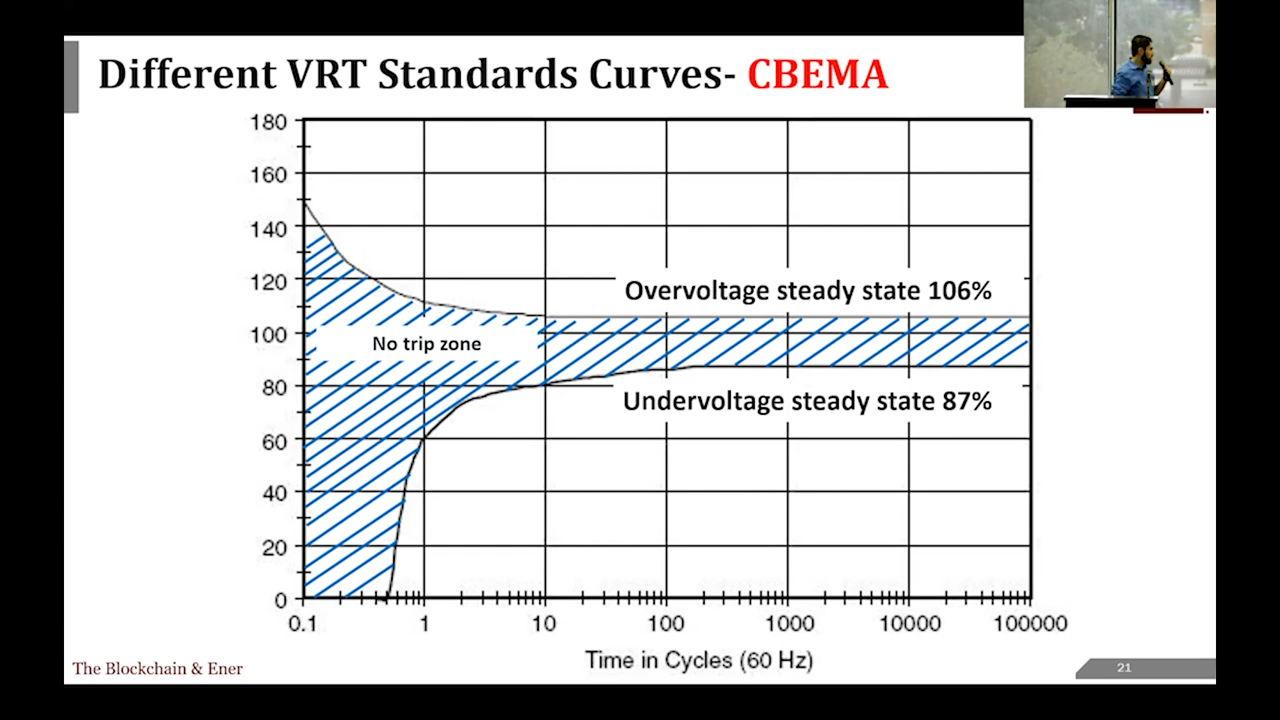 Different VRT Standards Curves- CBEMA
180
160
140
120
100
80
60
40
20
0
Overvoltage steady state 106%
No trip zone
Undervoltage steady state 87%
0.1 1 10 100 1000 10000 100000
Time in Cycles (60 Hz)
The Blockchain & Ener
21